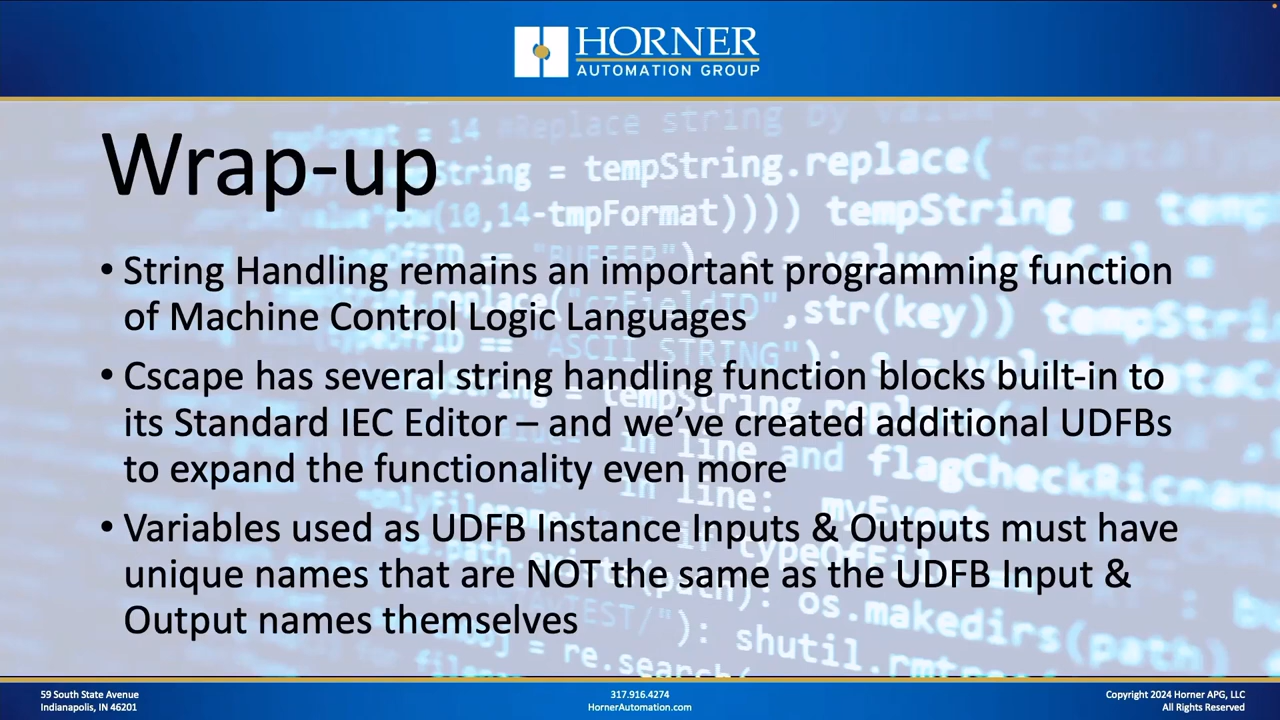 HORNER
AUTOMATION GROUP
Wrap-up
• String Handling remains an important programming function
of Machine Control Logic Languages
• Cscape has several string handling function blocks built-in to
its Standard IEC Editor – and we’ve created additional UDFBs
to expand the functionality even more
• Variables used as UDFB Instance Inputs & Outputs must have
unique names that are NOT the same as the UDFB Input &
Output names themselves
59 South State Avenue
Indianapolis, IN 46201
317.916.4274
HornerAutomation.com
Copyright 2024 Horner APG, LLC
All Rights Reserved